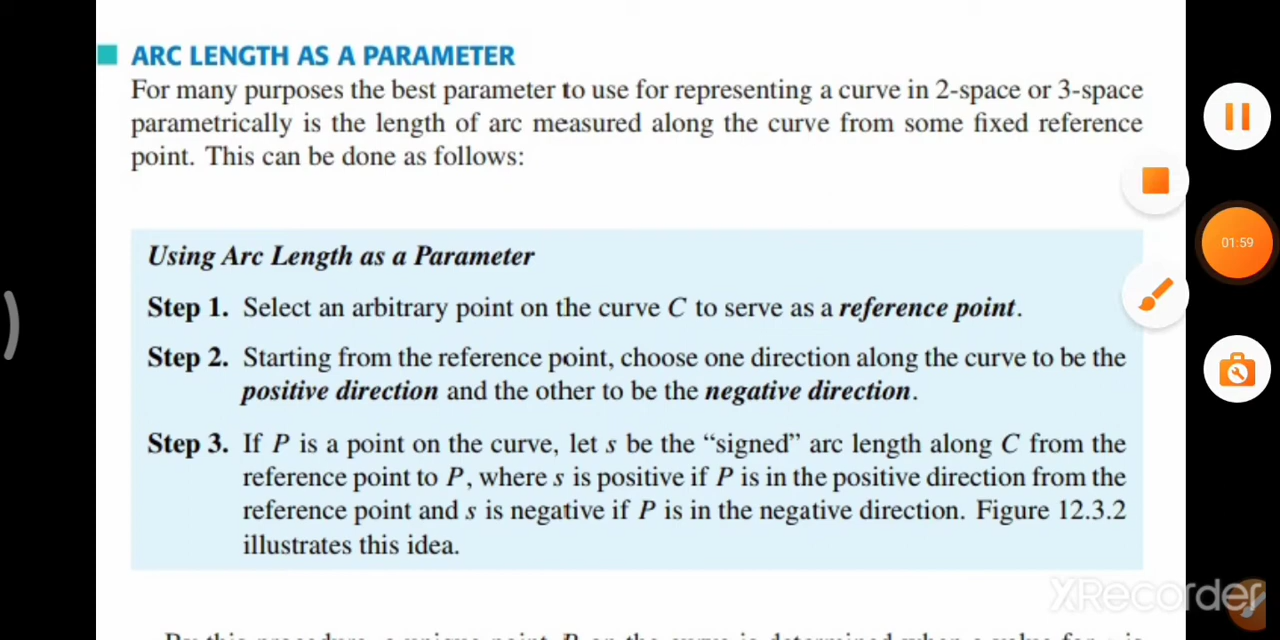 ARC LENGTH AS A PARAMETER
For many purposes the best parameter to use for representing a curve in 2-space or 3-space
parametrically is the length of arc measured along the curve from some fixed reference
point. This can be done as follows:
Using Arc Length as a Parameter
Step 1. Select an arbitrary point on the curve C to serve as a reference point.
Step 2. Starting from the reference point, choose one direction along the curve to be the
positive direction and the other to be the negative direction.
Step 3. If P is a point on the curve, let s be the “signed” arc length along C from the
reference point to P, where s is positive if P is in the positive direction from the
reference point and s is negative if P is in the negative direction. Figure 12.3.2
illustrates this idea.
01:59
XRecorder